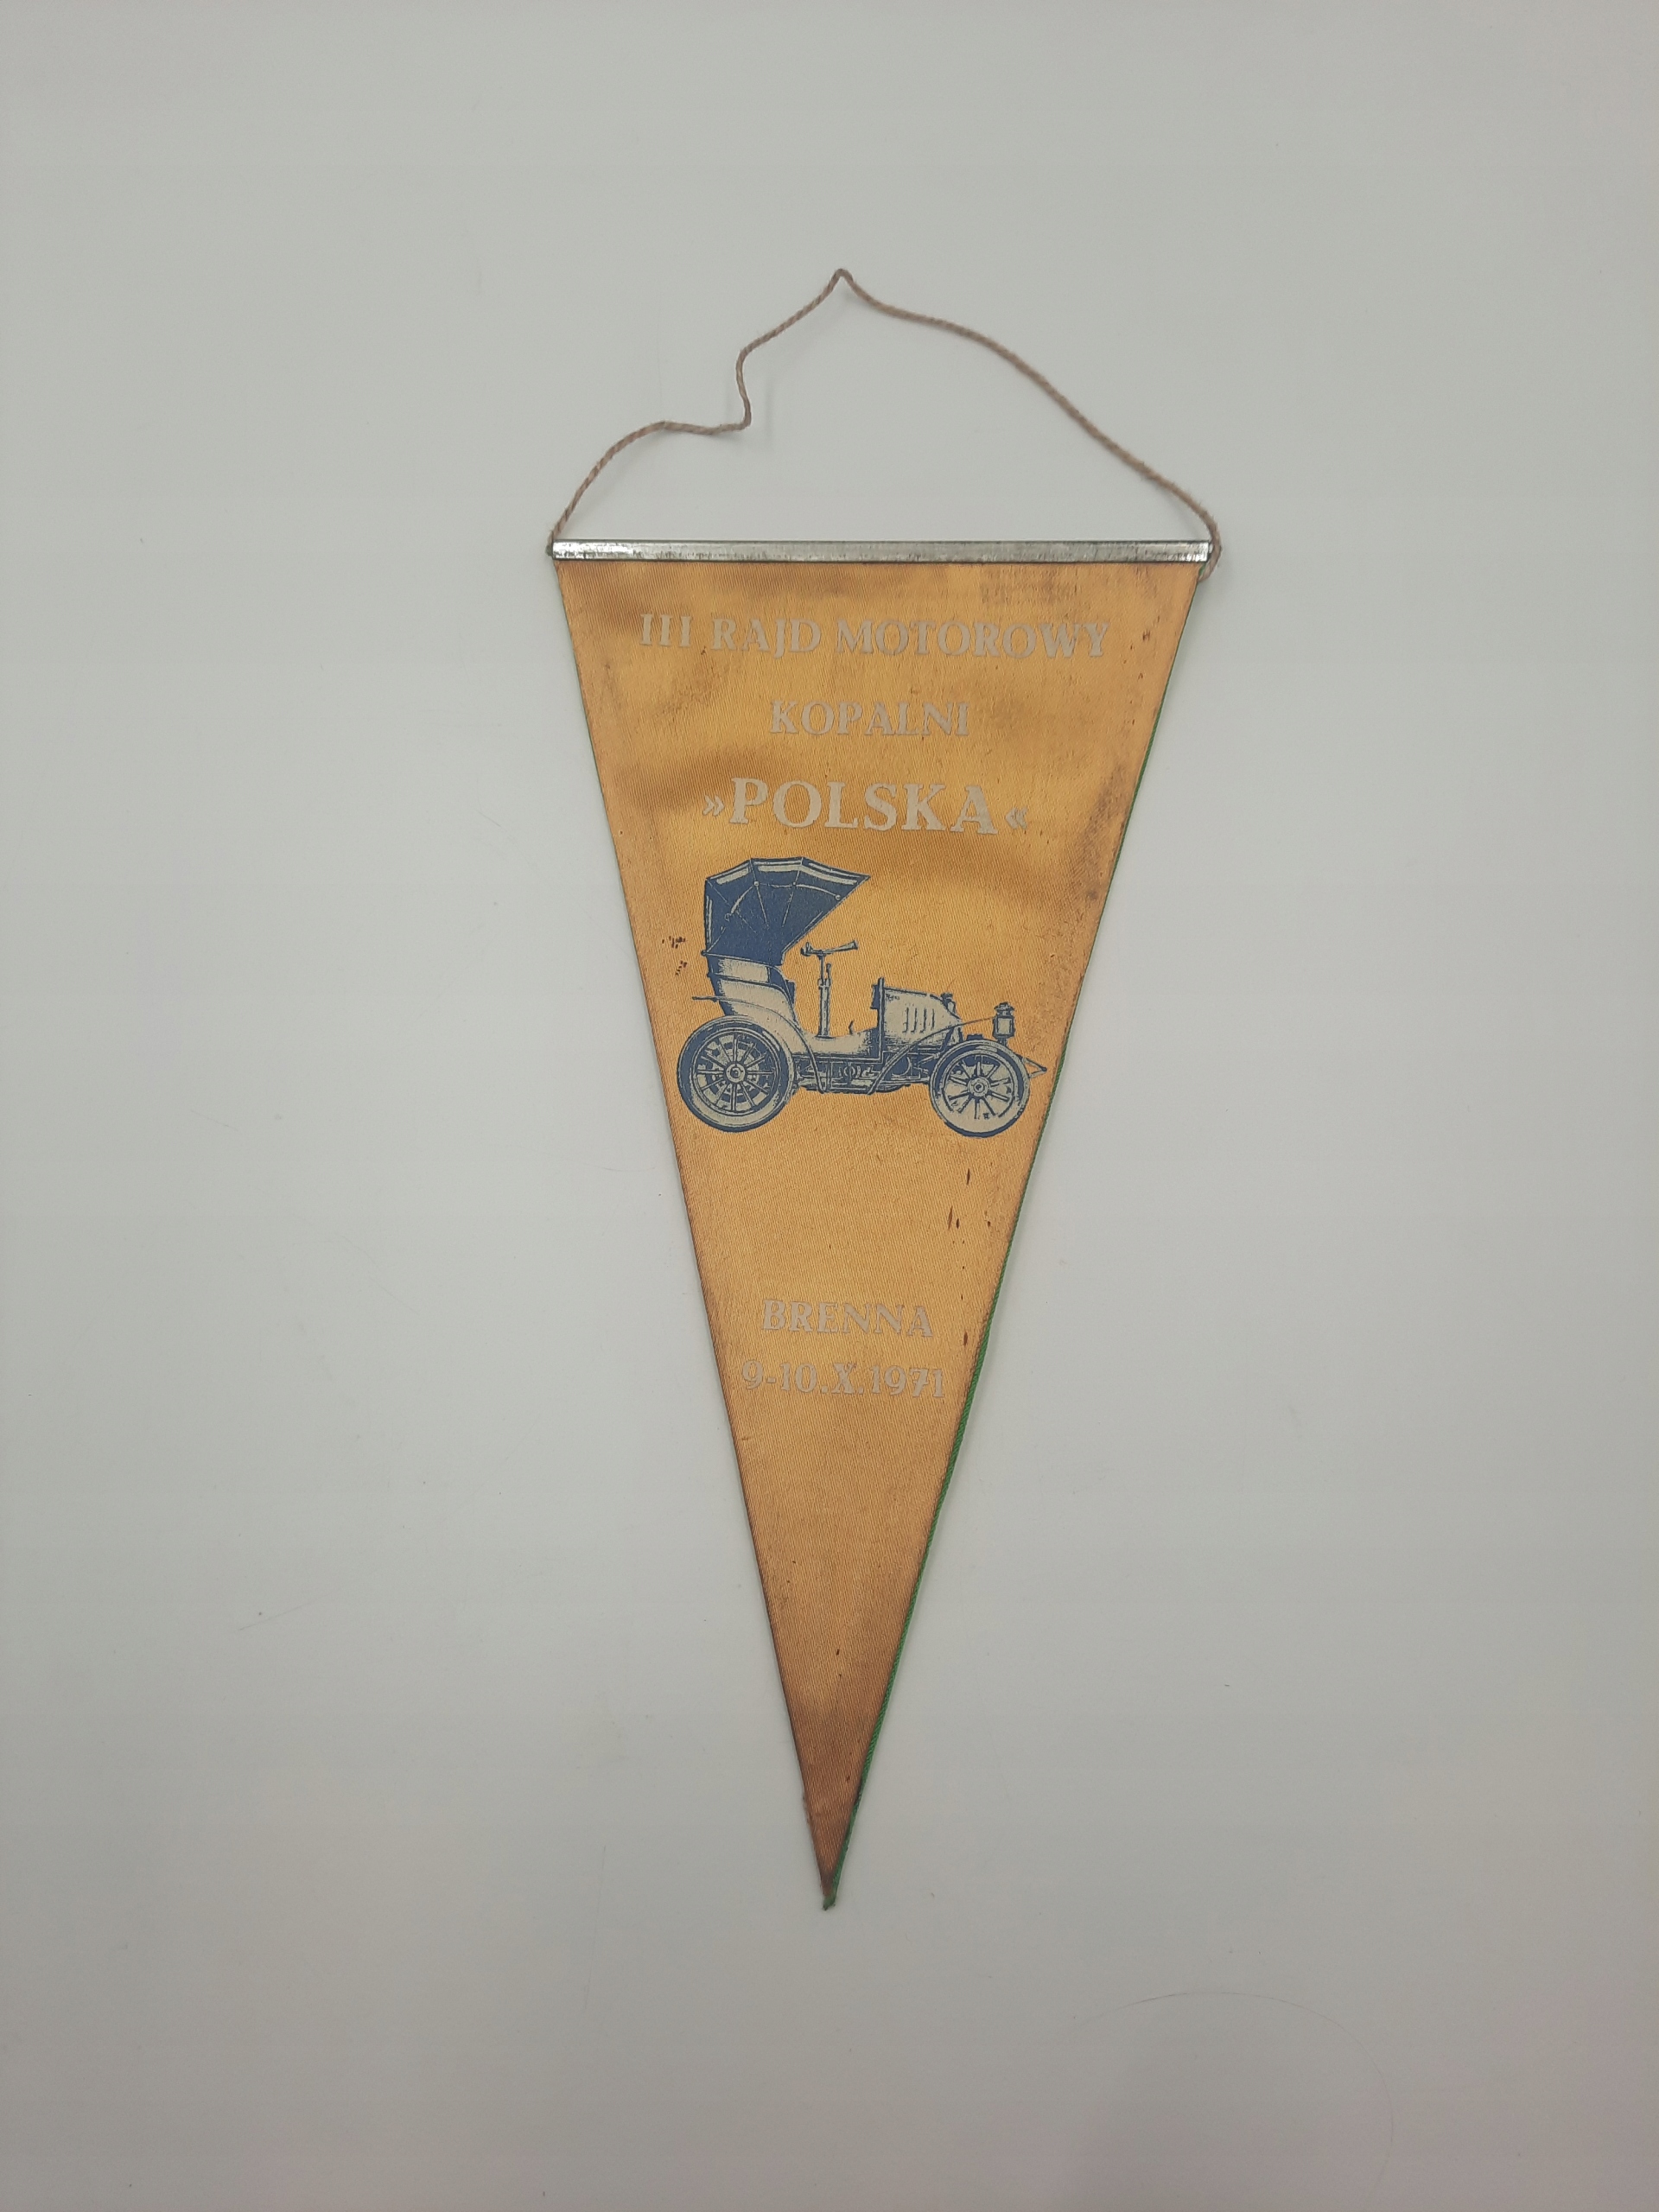 III RAJD MOTOROWY
KOPALNI
»POLSKA«
BRENNA
9-10.X.1971